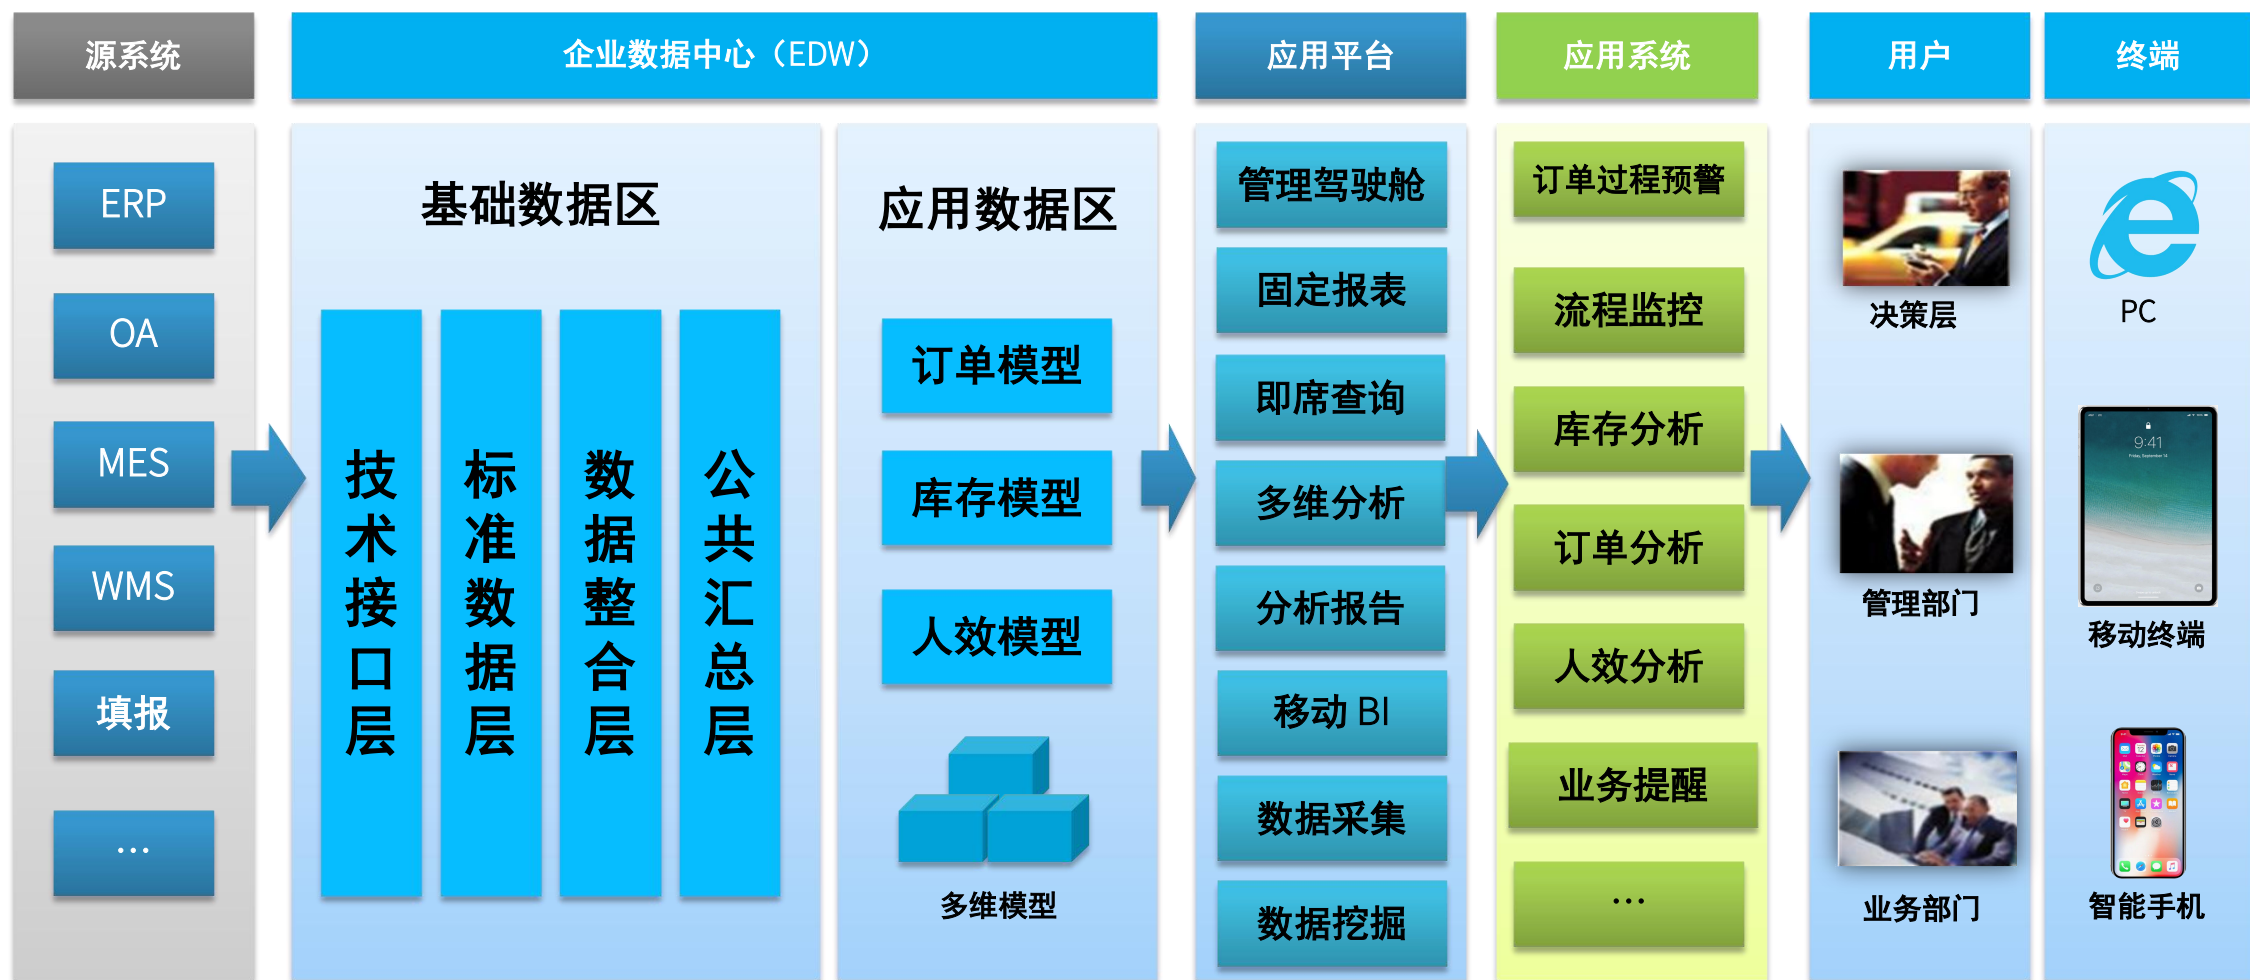 源系统
企业数据中心（EDW）
应用平台
应用系统
用户
终端
ERP
OA
MES
WMS
填报
...
基础数据区
技术接口层
标准数据层
数据整合层
公共汇总层
应用数据区
订单模型
库存模型
人效模型
多维模型
管理驾驶舱
固定报表
即席查询
多维分析
分析报告
移动 BI
数据采集
数据挖掘
订单过程预警
流程监控
库存分析
订单分析
人效分析
业务提醒
...
决策层
管理部门
业务部门
PC
9:41
移动终端
智能手机